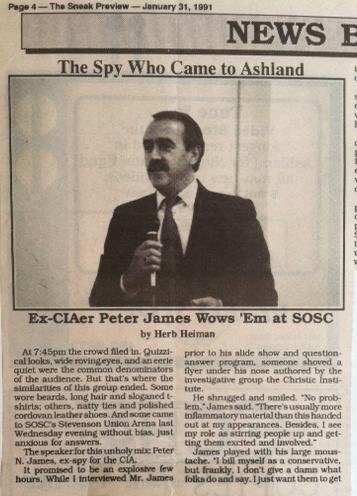 Page 4 — The Sneak Preview — January 31, 1991
NEWS B
The Spy Who Came to Ashland
Ex-CIAer Peter James Wows 'Em at SOSC
by Herb Heiman
At 7:45pm the crowd filed in. Quizzi-
cal looks, wide roving eyes, and an eerie
quiet were the common denominators
of the audience. But that's where the
similarities of this group ended. Some
wore beards, long hair and sloganed t-
shirts; others, natty ties and polished
cordovan leather shoes. And some came
to SOSC's Stevenson Union Arena last
Wednesday evening without bias, just
anxious for answers.
The speaker for this unholy mix: Peter
N. James, ex-spy for the CIA.
It promised to be an explosive few
hours. While I interviewed Mr. James
prior to his slide show and question-
answer program, someone shoved a
flyer under his nose authored by the
investigative group the Christic Insti-
tute.
He shrugged and smiled. "No prob-
lem," James said. "There's usually more
inflammatory material than this handed
out at my appearances. Besides, I see
my role as stirring people up and get-
ting them excited and involved."
James played with his large mous-
tache. "I bill myself as a conservative,
but frankly, I don't give a damn what
folks do and say. I just want them to get